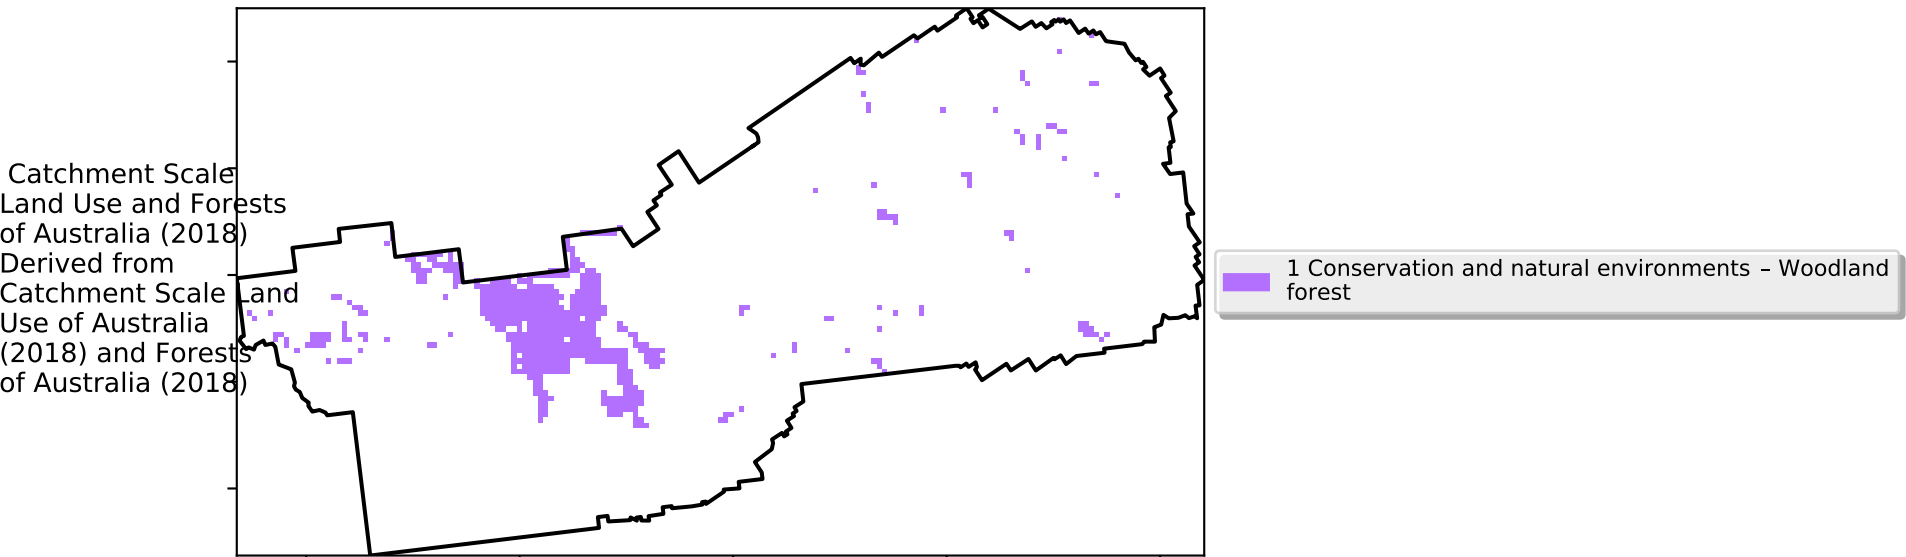 Catchment Scale
Land Use and Forests
of Australia (2018)
Derived from
Catchment Scale Land
Use of Australia
(2018) and Forests
of Australia (2018)
1 Conservation and natural environments – Woodland
forest